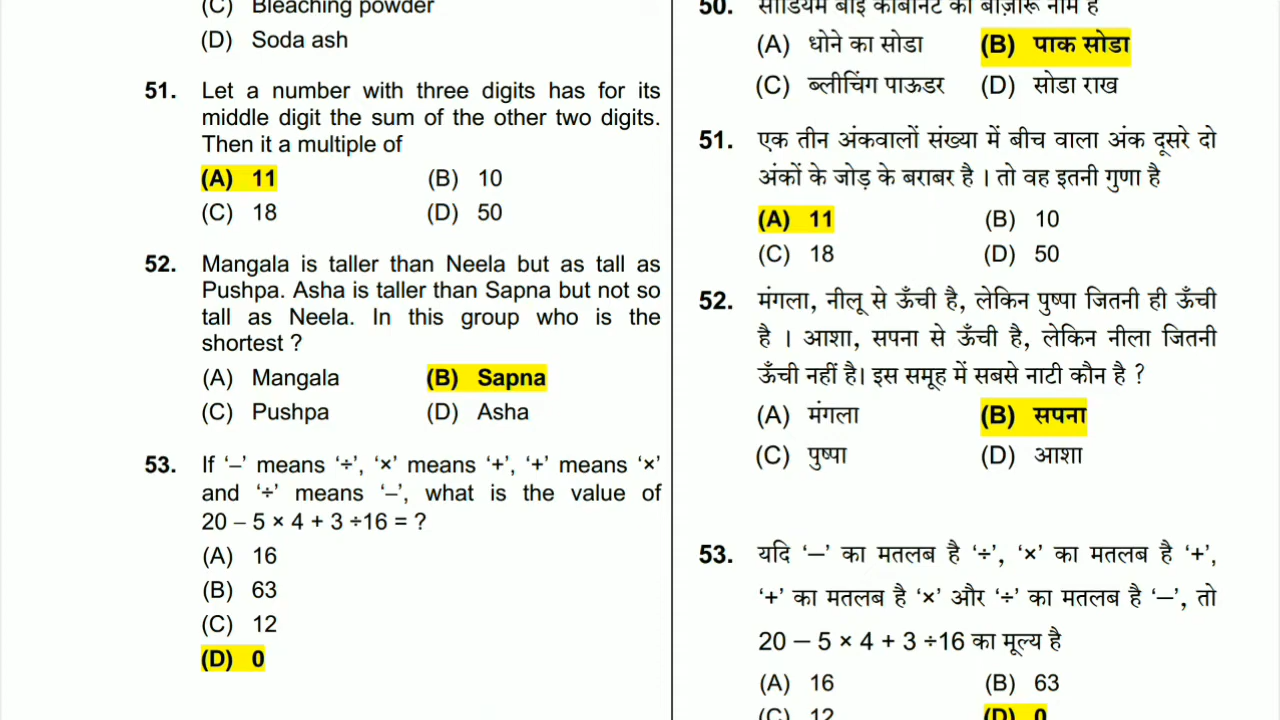 (C) Bleaching powder
(D) Soda ash
51. Let a number with three digits has for its
middle digit the sum of the other two digits.
Then it a multiple of
(A) 11 (B) 10
(C) 18 (D) 50
52. Mangala is taller than Neela but as tall as
Pushpa. Asha is taller than Sapna but not so
tall as Neela. In this group who is the
shortest ?
(A) Mangala (B) Sapna
(C) Pushpa (D) Asha
53. If ‘–’ means ‘÷’, ‘×’ means ‘+’, ‘+’ means ‘×’
and ‘÷’ means ‘–’, what is the value of
20 – 5 × 4 + 3 ÷16 = ?
(A) 16
(B) 63
(C) 12
(D) 0
50. सोडियम बाई कार्बोनेट का बाज़ारू नाम है
(A) धोने का सोडा (B) पाक सोडा
(C) ब्लीचिंग पाऊडर (D) सोडा राख
51. एक तीन अंकवालों संख्या में बीच वाला अंक दूसरे दो
अंकों के जोड़ के बराबर है । तो वह इतनी गुणा है
(A) 11 (B) 10
(C) 18 (D) 50
52. मंगला, नीलू से ऊँची है, लेकिन पुष्पा जितनी ही ऊँची
है । आशा, सपना से ऊँची है, लेकिन नीला जितनी
ऊँची नहीं है। इस समूह में सबसे नाटी कौन है ?
(A) मंगला (B) सपना
(C) पुष्पा (D) आशा
53. यदि ‘–’ का मतलब है ‘÷’, ‘×’ का मतलब है ‘+’,
‘+’ का मतलब है ‘×’ और ‘÷’ का मतलब है ‘–’, तो
20 – 5 × 4 + 3 ÷16 का मूल्य है
(A) 16 (B) 63
(C) 12 (D) 0